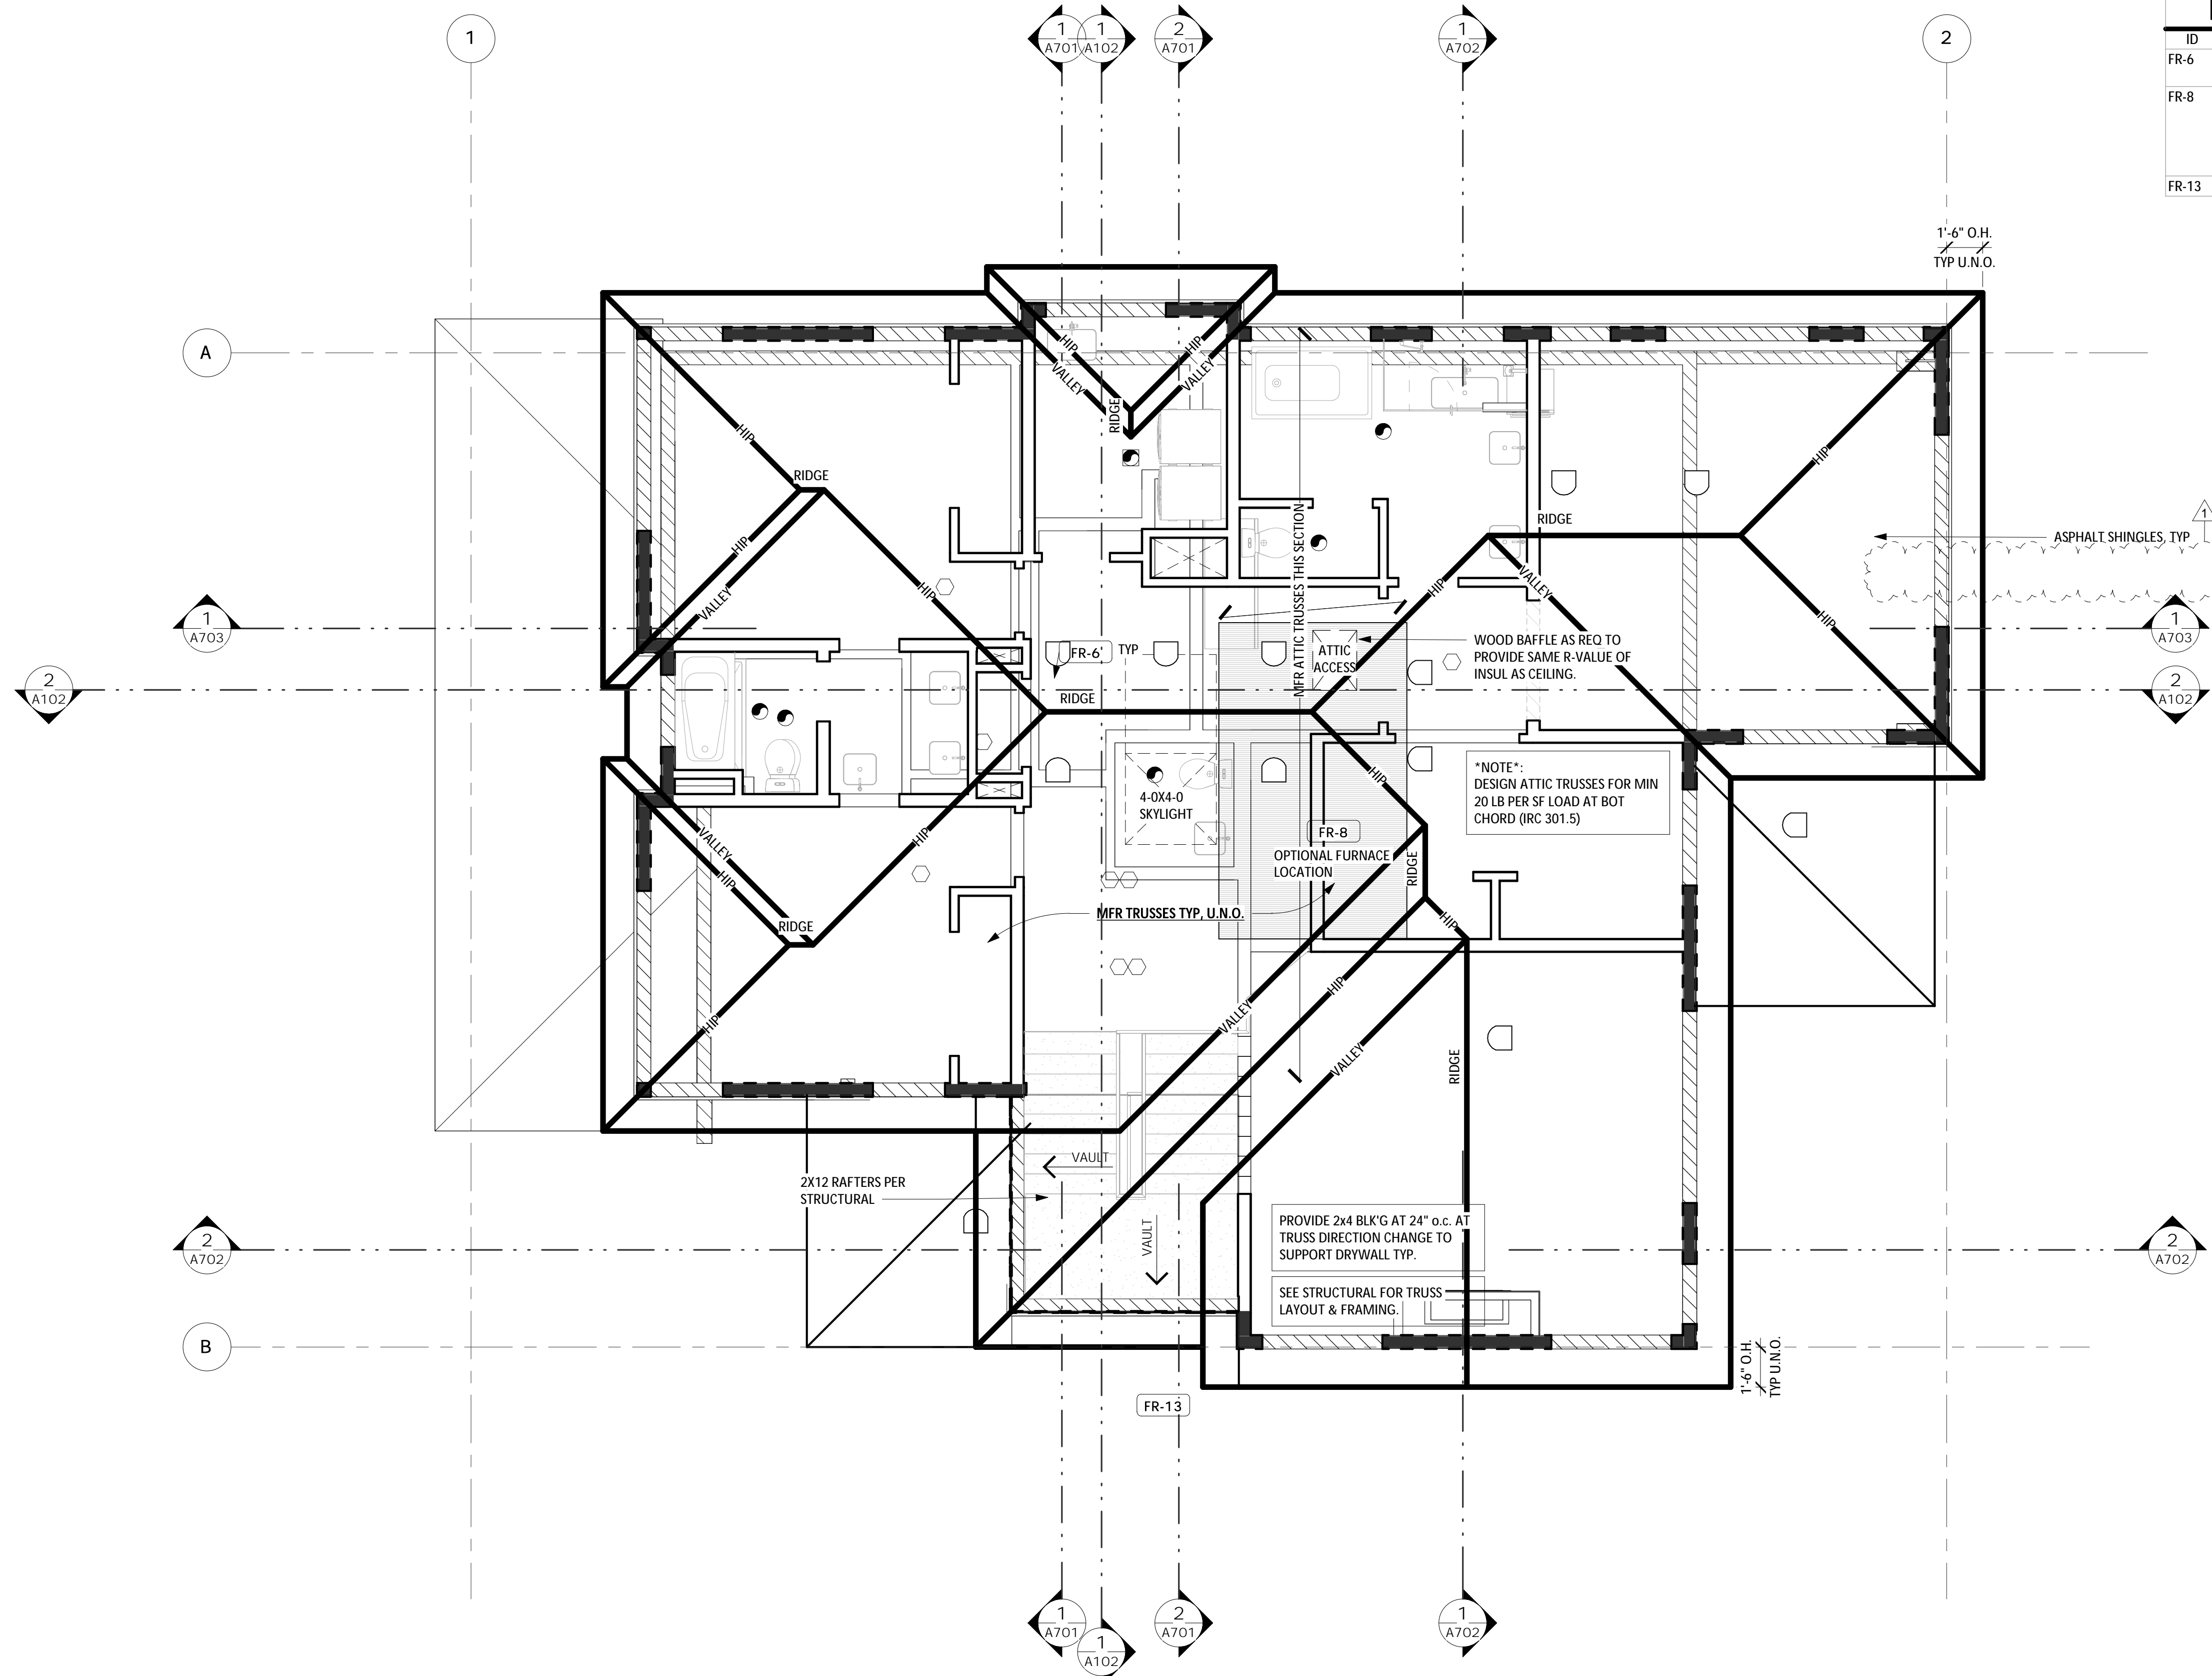 1
1
A701
1
A102
2
A701
1
A702
2
ID
FR-6
FR-8
FR-13
1'-6" O.H.
TYP U.N.O.
A
HIP
HIP
VALLEY
VALLEY
RIDGE
HIP
RIDGE
HIP
RIDGE
1
ASPHALT SHINGLES, TYP
MFR ATTIC TRUSSES THIS SECTION
HIP
VALLEY
HIP
HIP
VALLEY
HIP
1
A703
1
A703
FR-6
TYP
ATTIC
ACCESS
WOOD BAFFLE AS REQ TO
PROVIDE SAME R-VALUE OF
INSUL AS CEILING.
2
A102
2
A102
RIDGE
*NOTE*:
DESIGN ATTIC TRUSSES FOR MIN
20 LB PER SF LOAD AT BOT
CHORD (IRC 301.5)
HIP
4-0X4-0
SKYLIGHT
FR-8
OPTIONAL FURNACE
LOCATION
RIDGE
VALLEY
HIP
HIP
RIDGE
MFR TRUSSES TYP, U.N.O.
HIP
HIP
HIP
VALLEY
VALLEY
RIDGE
VAULT
2X12 RAFTERS PER
STRUCTURAL
VAULT
PROVIDE 2x4 BLK'G AT 24" o.c. AT
TRUSS DIRECTION CHANGE TO
SUPPORT DRYWALL TYP.
SEE STRUCTURAL FOR TRUSS
LAYOUT & FRAMING.
2
A702
2
A702
B
1'-6" O.H.
TYP U.N.O.
FR-13
1
A701
1
A102
2
A701
1
A702